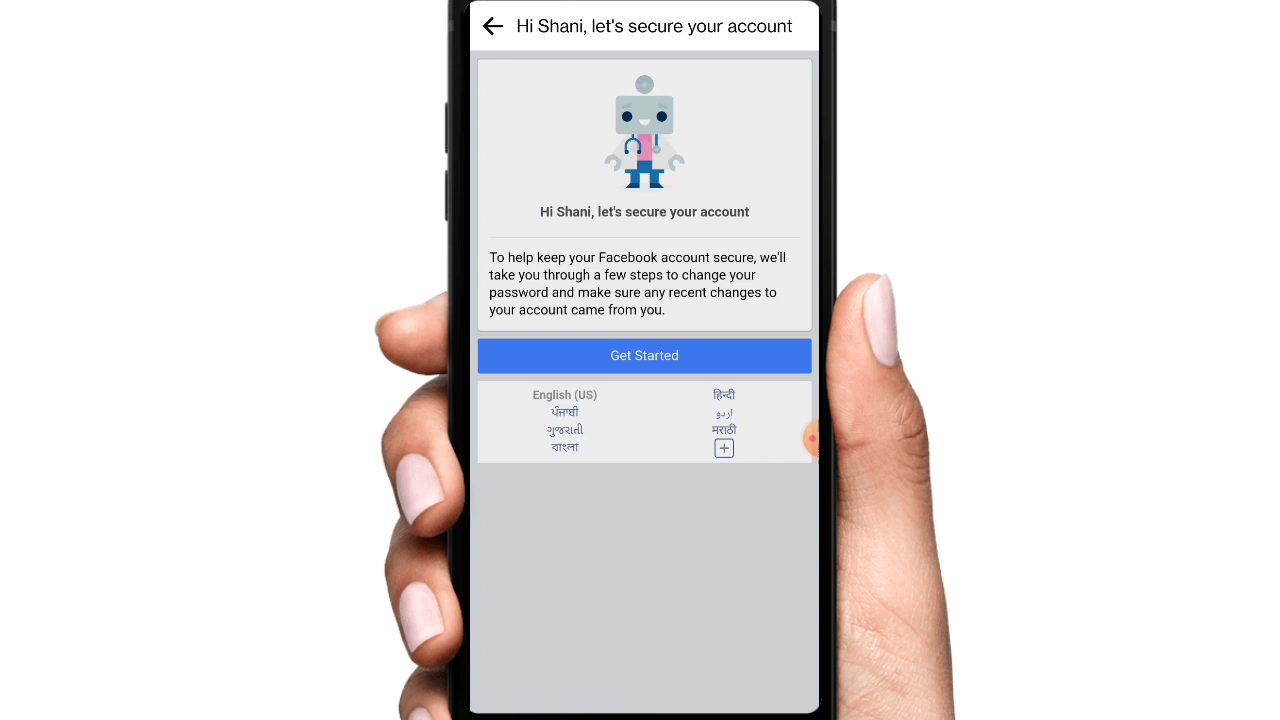 Hi Shani, let's secure your account
Hi Shani, let's secure your account
To help keep your Facebook account secure, we'll
take you through a few steps to change your
password and make sure any recent changes to
your account came from you.
Get Started
English (US)
हिन्दी
ਪੰਜਾਬੀ
اردو
ગુજરાતી
मराठी
বাংলা